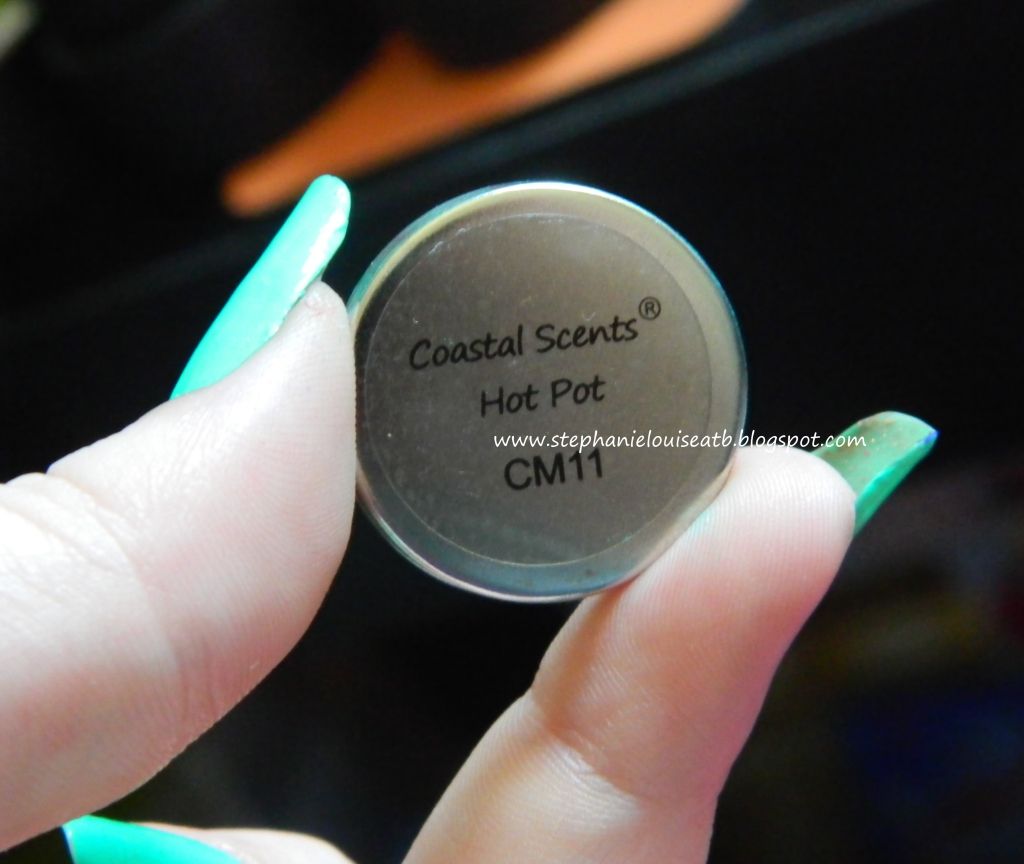 Coastal Scents®
Hot Pot
www.stephanielouiseatb.blogspot.com
CM11